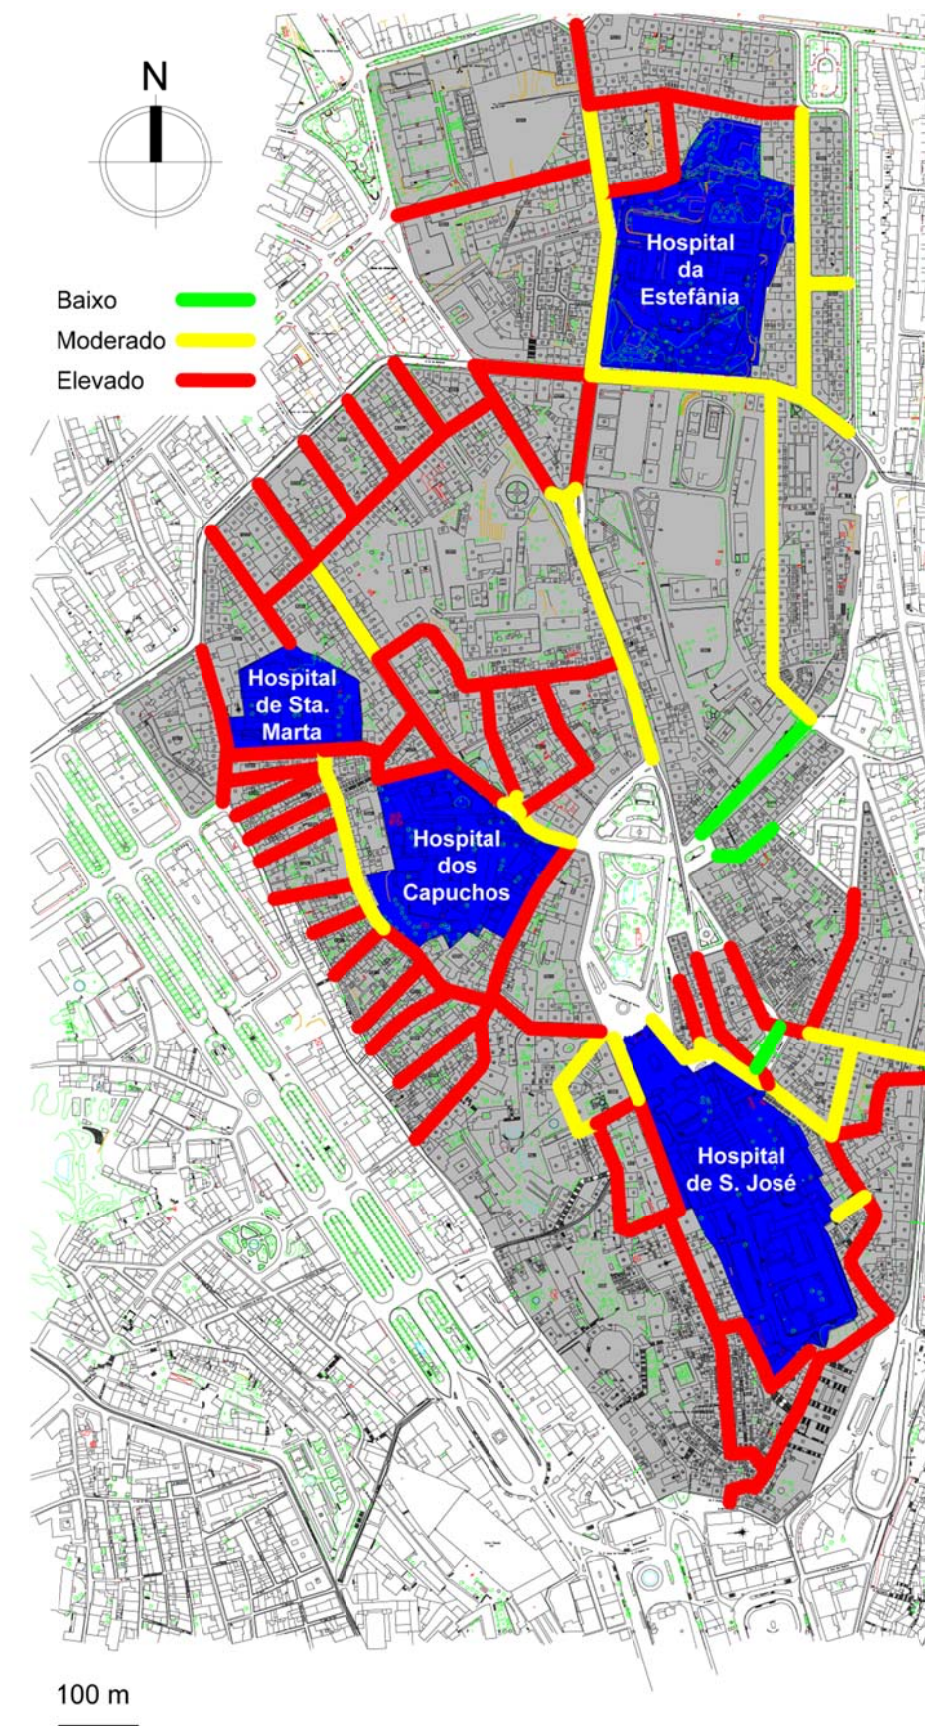 N
Baixo
Moderado
Elevado
Hospital
da
Estefânia
Hospital
de Sta.
Marta
Hospital
dos
Capuchos
Hospital
de S. José
100 m